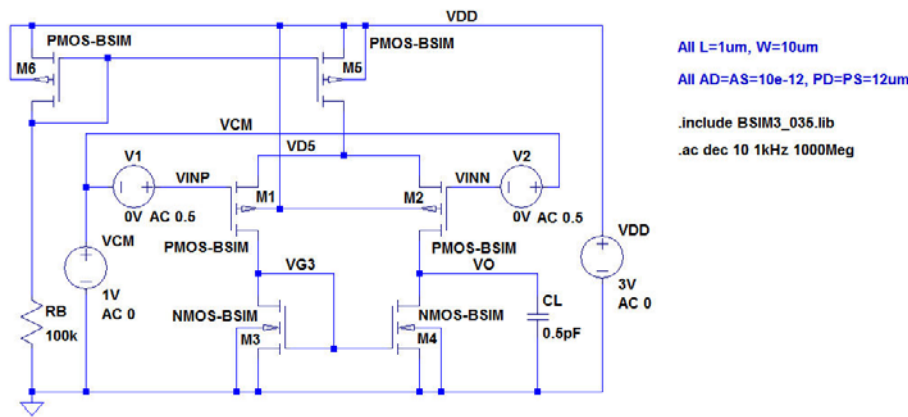 VDD
PMOS-BSIM
PMOS-BSIM
M6
M5
All L=1um, W=10um
All AD=AS=10e-12, PD=PS=12um
.include BSIM3_035.lib
.ac dec 10 1kHz 1000Meg
VCM
V1
VD5
V2
VINP
VINN
M1
M2
0V AC 0.5
0V AC 0.5
VCM
PMOS-BSIM
PMOS-BSIM
VDD
VG3
VO
1V
AC 0
3V
AC 0
RB
100k
NMOS-BSIM
NMOS-BSIM
CL
0.5pF
M3
M4